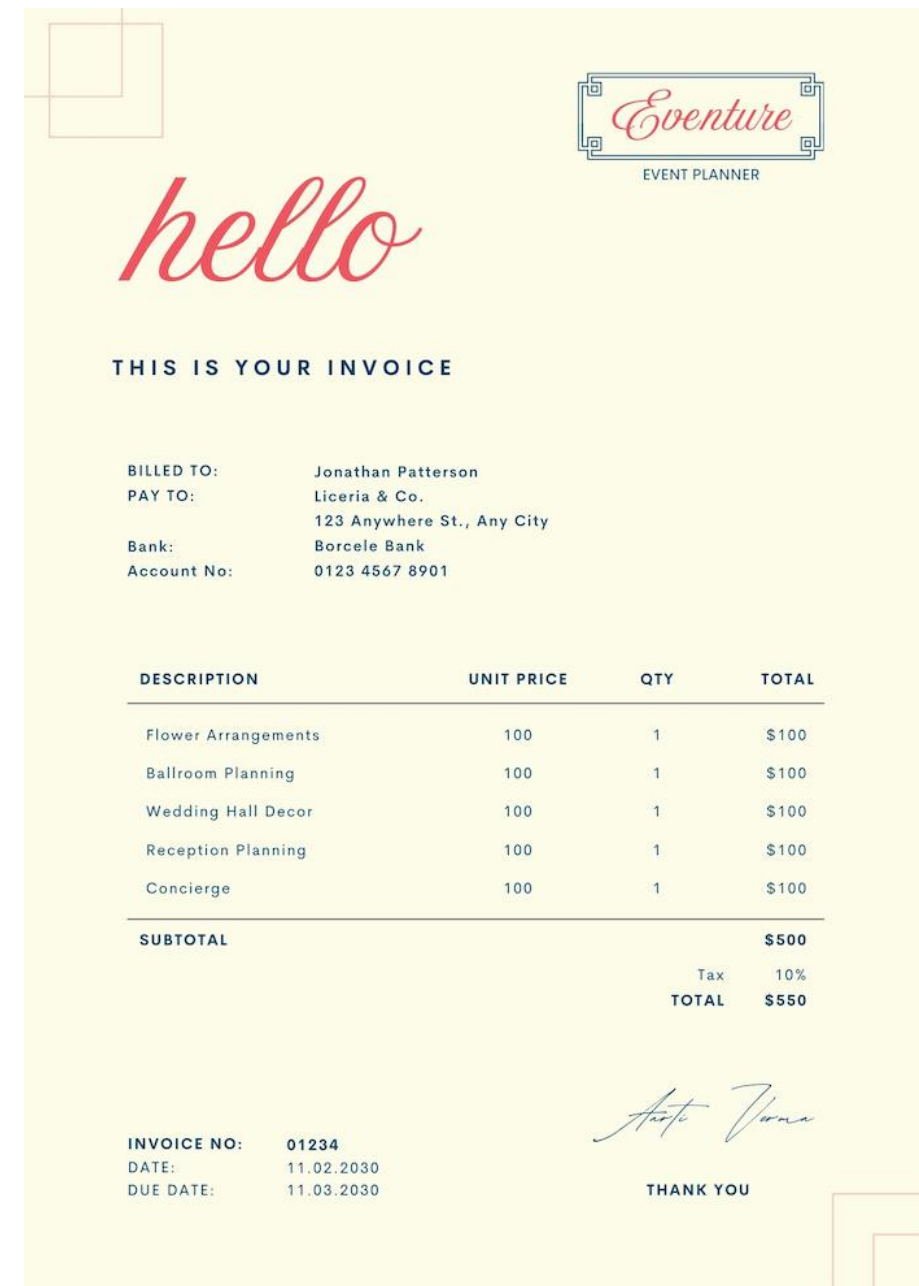 Eventure
EVENT PLANNER
hello
THIS IS YOUR INVOICE
BILLED TO: Jonathan Patterson
PAY TO: Liceria & Co.
123 Anywhere St., Any City
Bank: Borcele Bank
Account No: 0123 4567 8901
DESCRIPTION UNIT PRICE QTY TOTAL
Flower Arrangements 100 1 $100
Ballroom Planning 100 1 $100
Wedding Hall Decor 100 1 $100
Reception Planning 100 1 $100
Concierge 100 1 $100
SUBTOTAL $500
Tax 10%
TOTAL $550
Aarti Verma
INVOICE NO: 01234
DATE: 11.02.2030
DUE DATE: 11.03.2030
THANK YOU